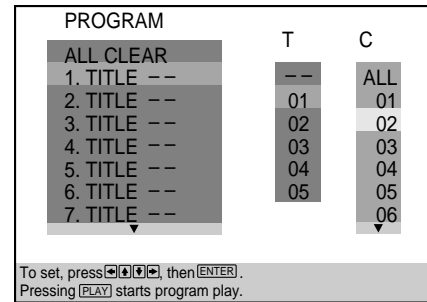 PROGRAM
T C
ALL CLEAR
1. TITLE – – – – ALL
2. TITLE – – 01 01
3. TITLE – – 02 02
4. TITLE – – 03 03
5. TITLE – – 04 04
6. TITLE – – 05 05
7. TITLE – – 06
To set, press ←↑↓→, then ENTER.
Pressing PLAY starts program play.